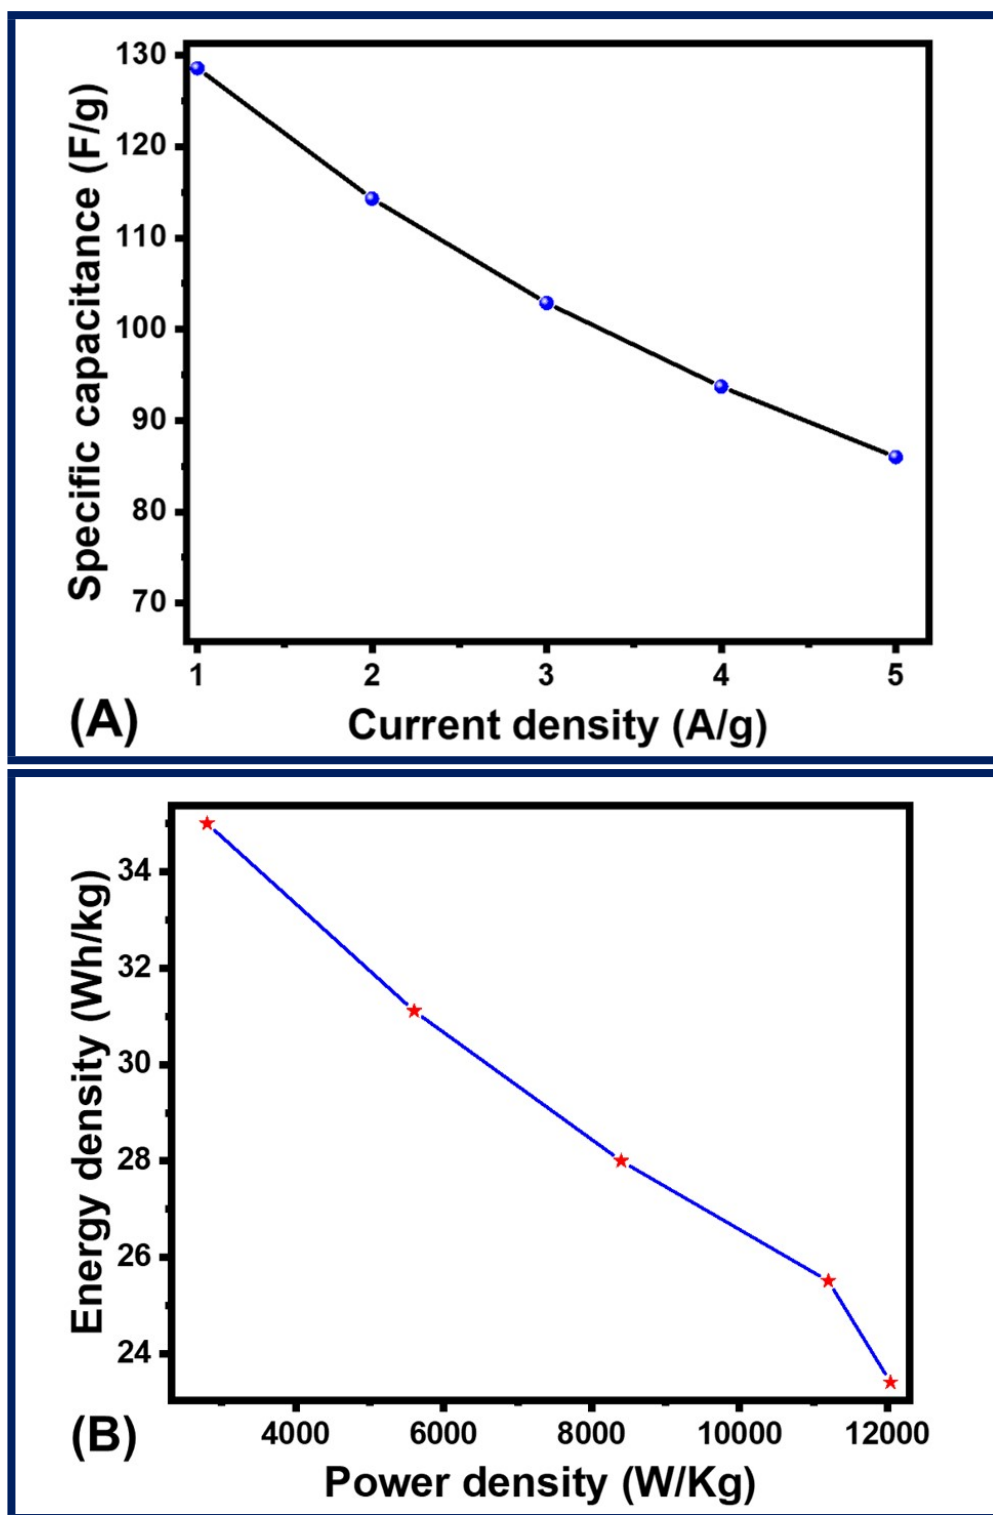 130
120
110
100
90
80
70
Specific capacitance (F/g)
1 2 3 4 5
Current density (A/g)
(A)
34
32
30
28
26
24
Energy density (Wh/kg)
4000 6000 8000 10000 12000
Power density (W/Kg)
(B)